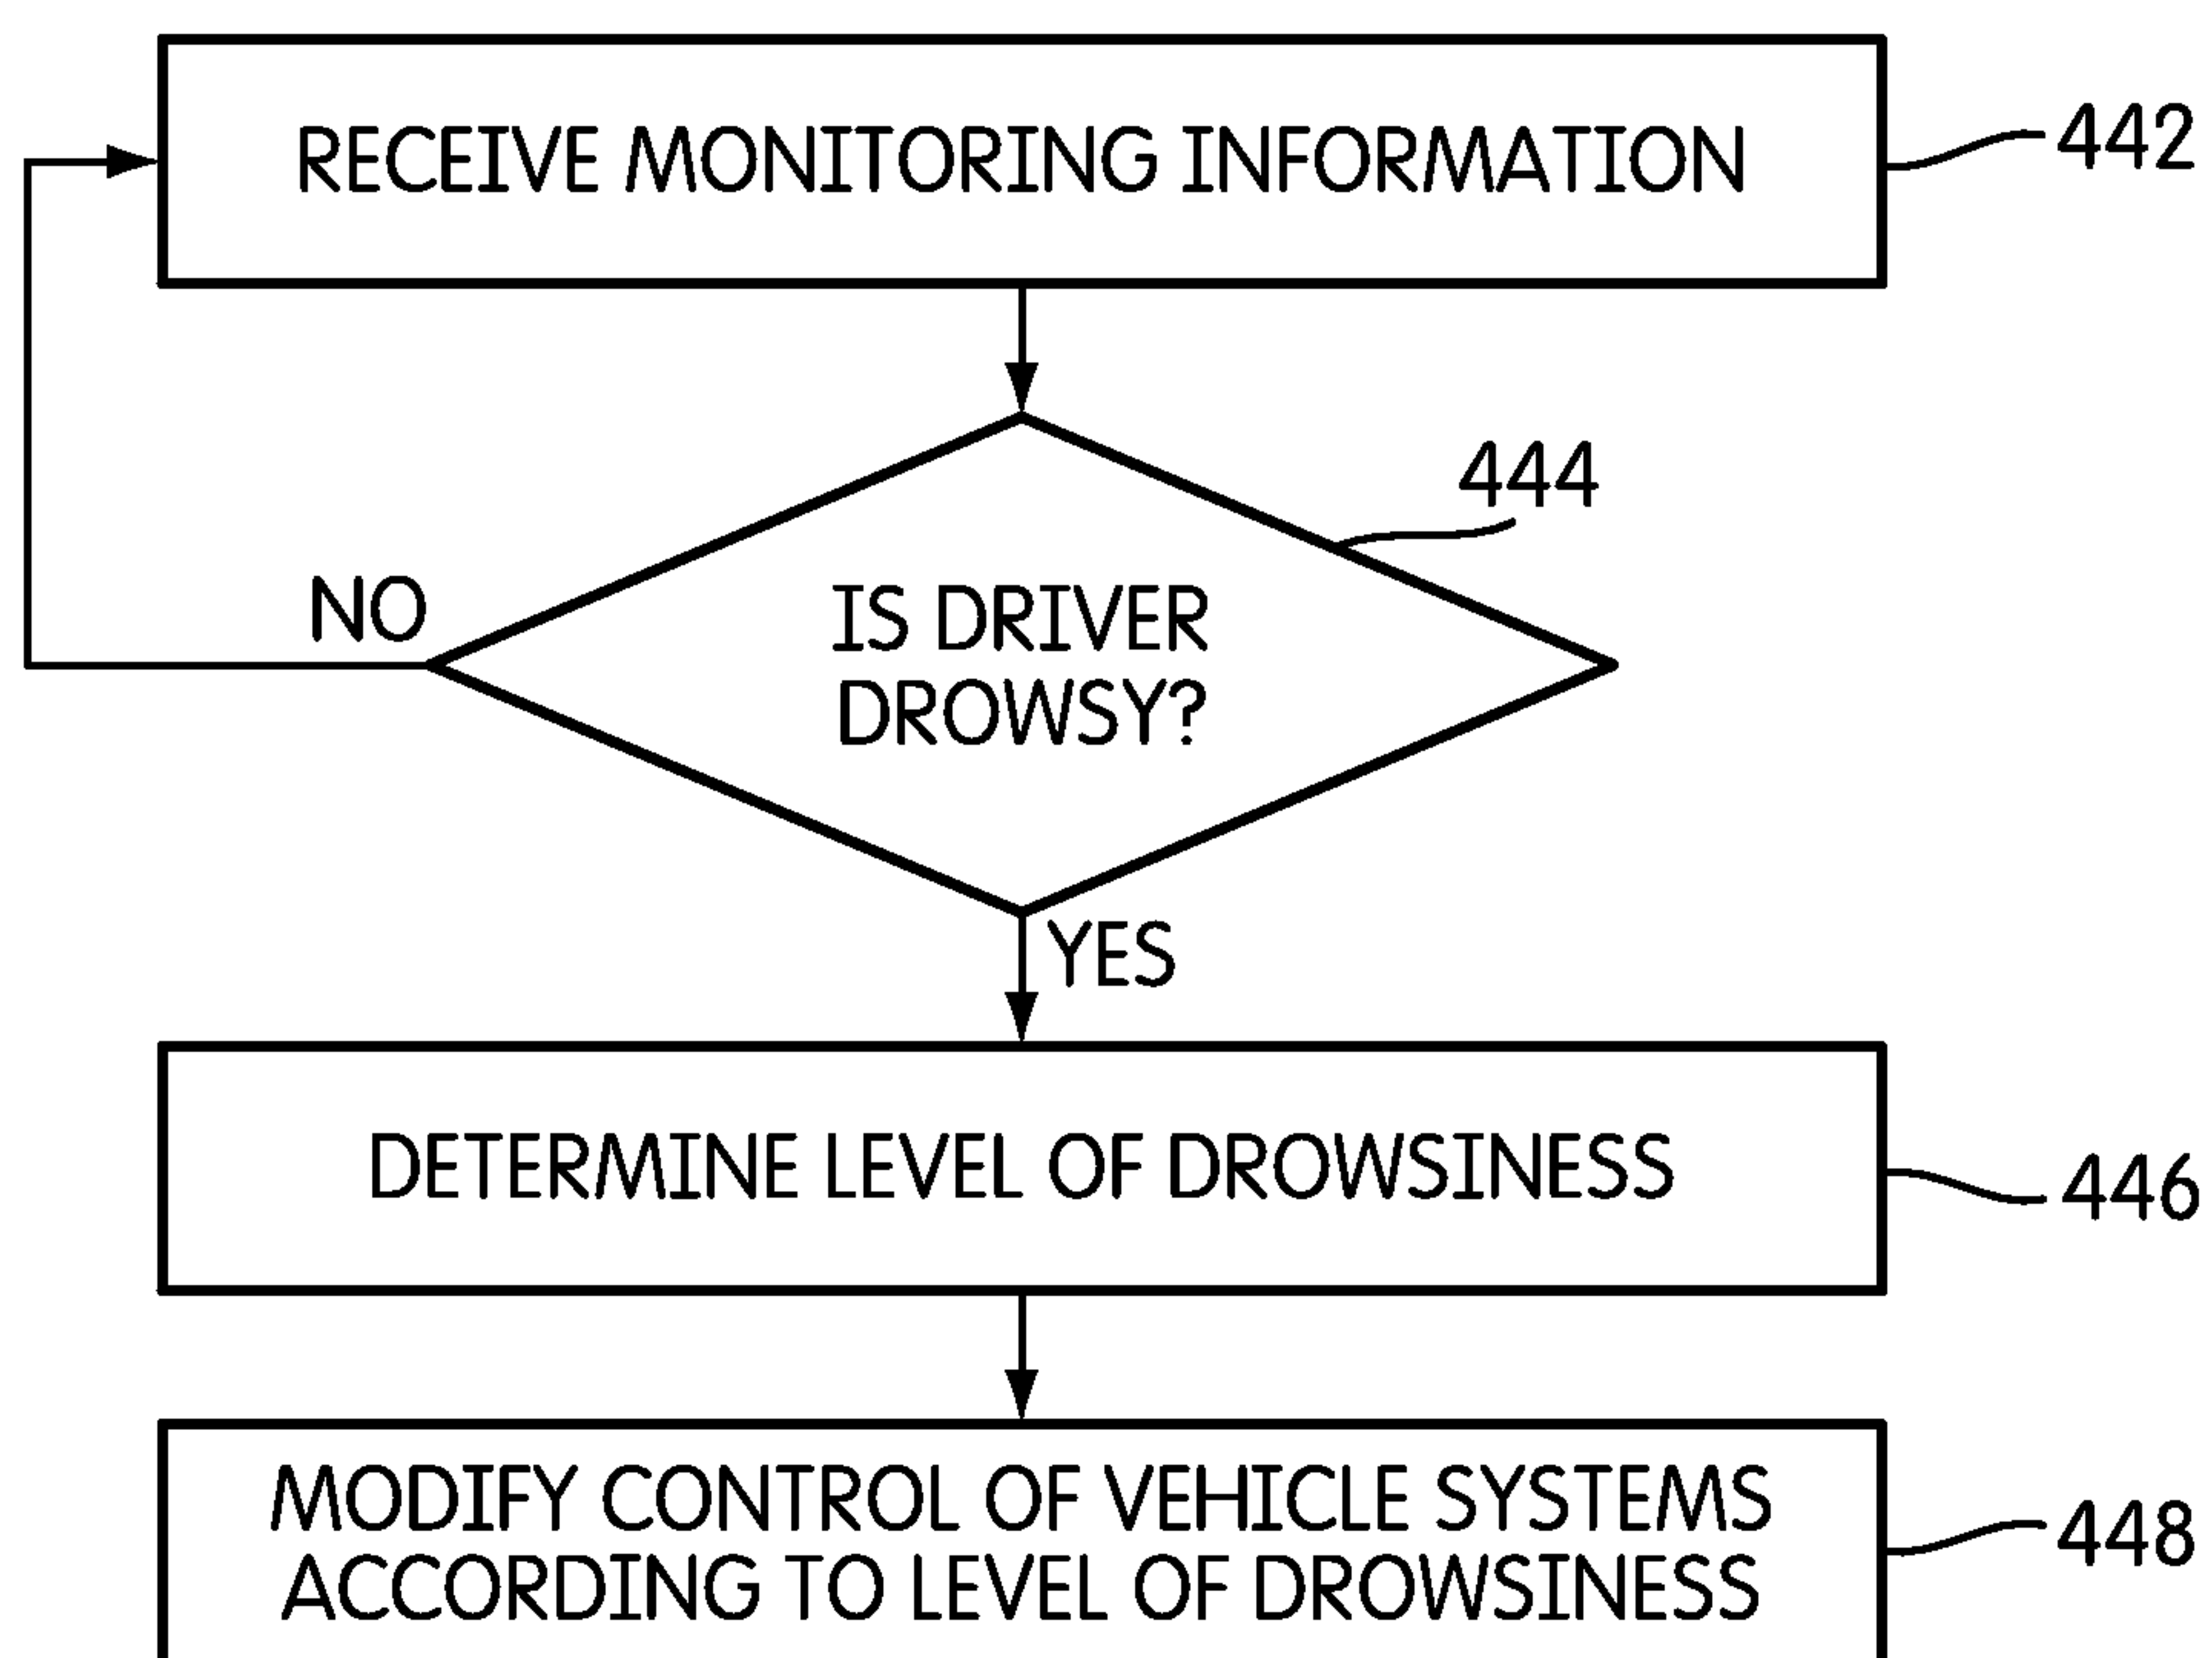 RECEIVE MONITORING INFORMATION
442
444
IS DRIVER
DROWSY?
NO
YES
DETERMINE LEVEL OF DROWSINESS
446
MODIFY CONTROL OF VEHICLE SYSTEMS
ACCORDING TO LEVEL OF DROWSINESS
448